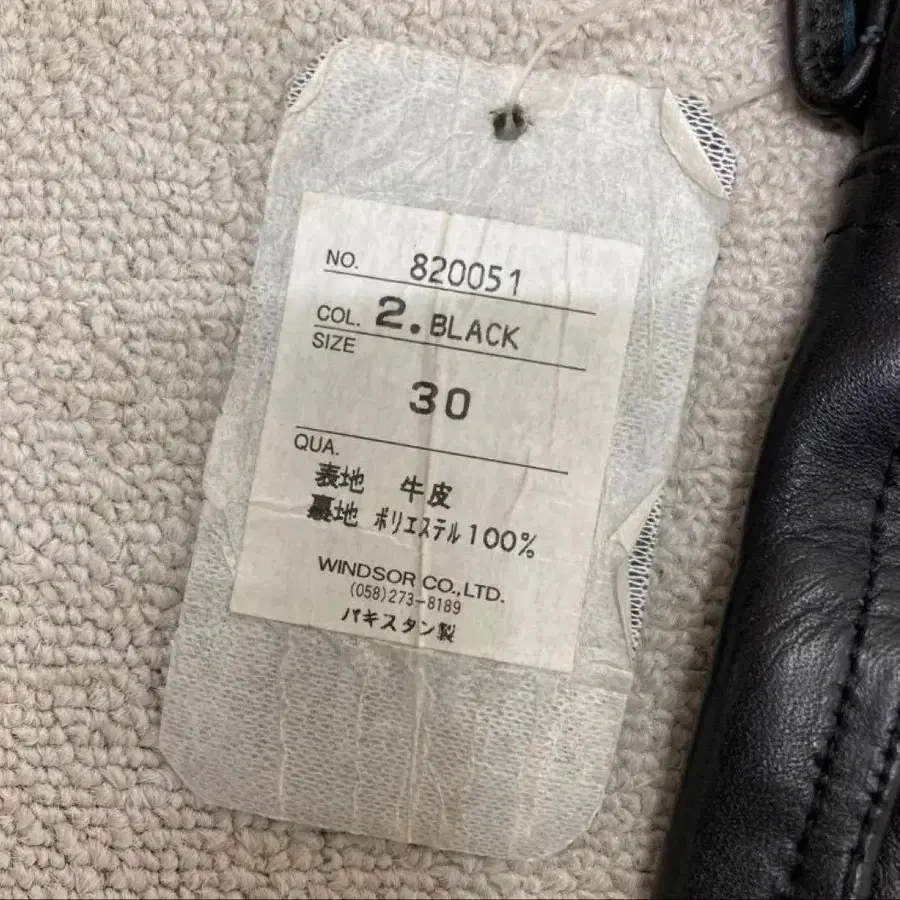 NO. 820051
COL. 2. BLACK
SIZE
30
QUA.
表地 牛皮
裏地 ポリエステル100%
WINDSOR CO.,LTD.
(058)273-8189
パキスタン製